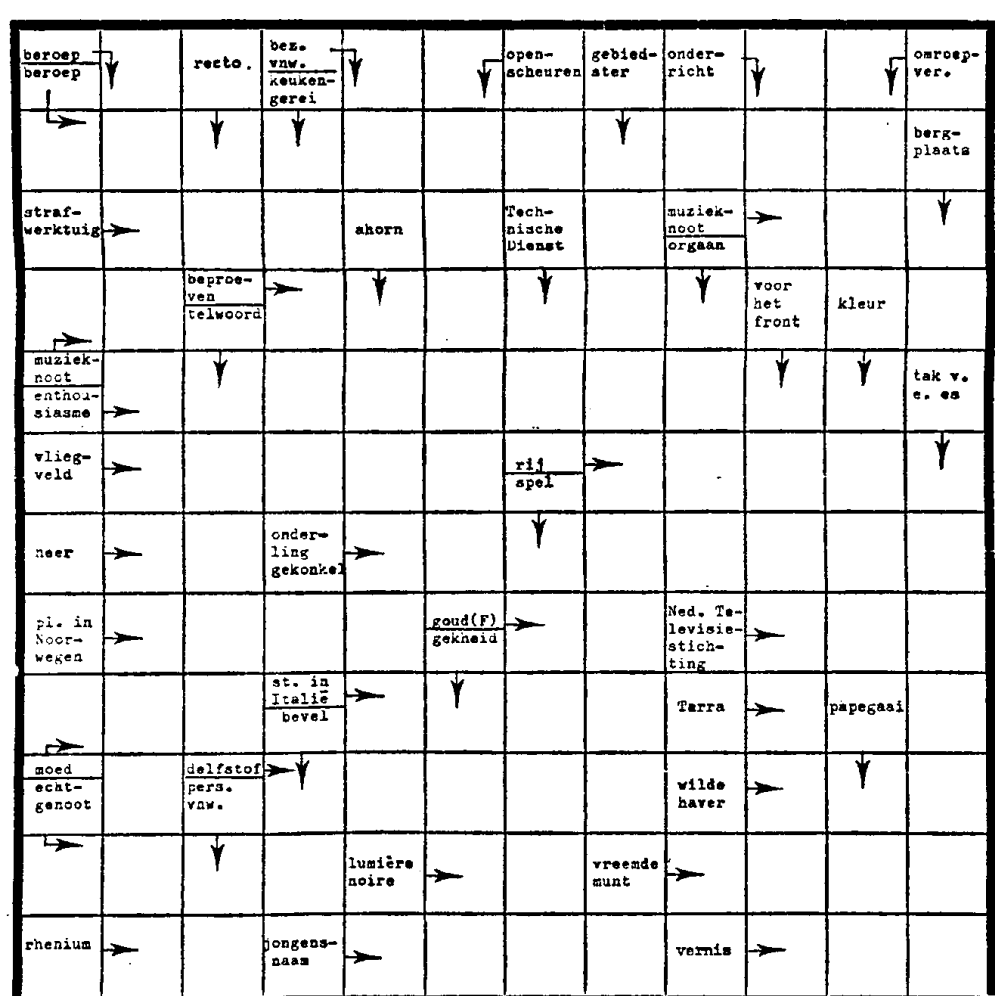 beroep
beroep
recto.
bez.
vnw.
keuken-
gerei
open-
scheuren
gebied-
ster
onder-
richt
omroep-
ver.
berg-
plaats
straf-
werktuig
ahorn
Tech-
nische
Dienst
muziek-
noot
orgaan
beproe-
ven
telwoord
voor
het
front
kleur
muziek-
noot
enthou-
siasme
tak v.
e. es
vlieg-
veld
rij
spel
neer
onder-
ling
gekonkel
pl. in
Noor-
wegen
goud(F)
gekheid
Ned. Te-
levisie-
stich-
ting
st. in
Italië
bevel
Tarra
papegaai
moed
echt-
genoot
delfstof
pers.
vnw.
wilde
haver
lumière
noire
vreemde
munt
rhenium
jongens-
naam
vernis